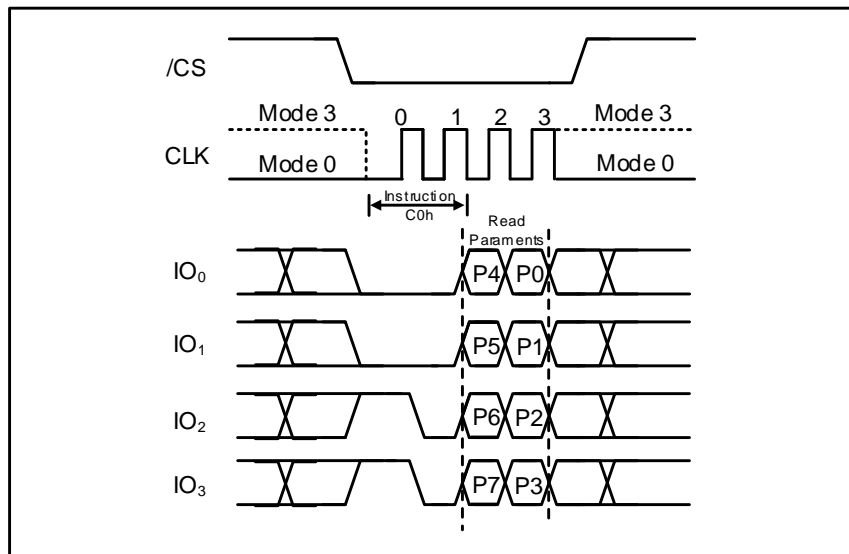 /CS
Mode 3 0 1 2 3 Mode 3
CLK
Mode 0 Mode 0
Instruction
C0h
Read
Paraments
IO₀ P4 P0
IO₁ P5 P1
IO₂ P6 P2
IO₃ P7 P3